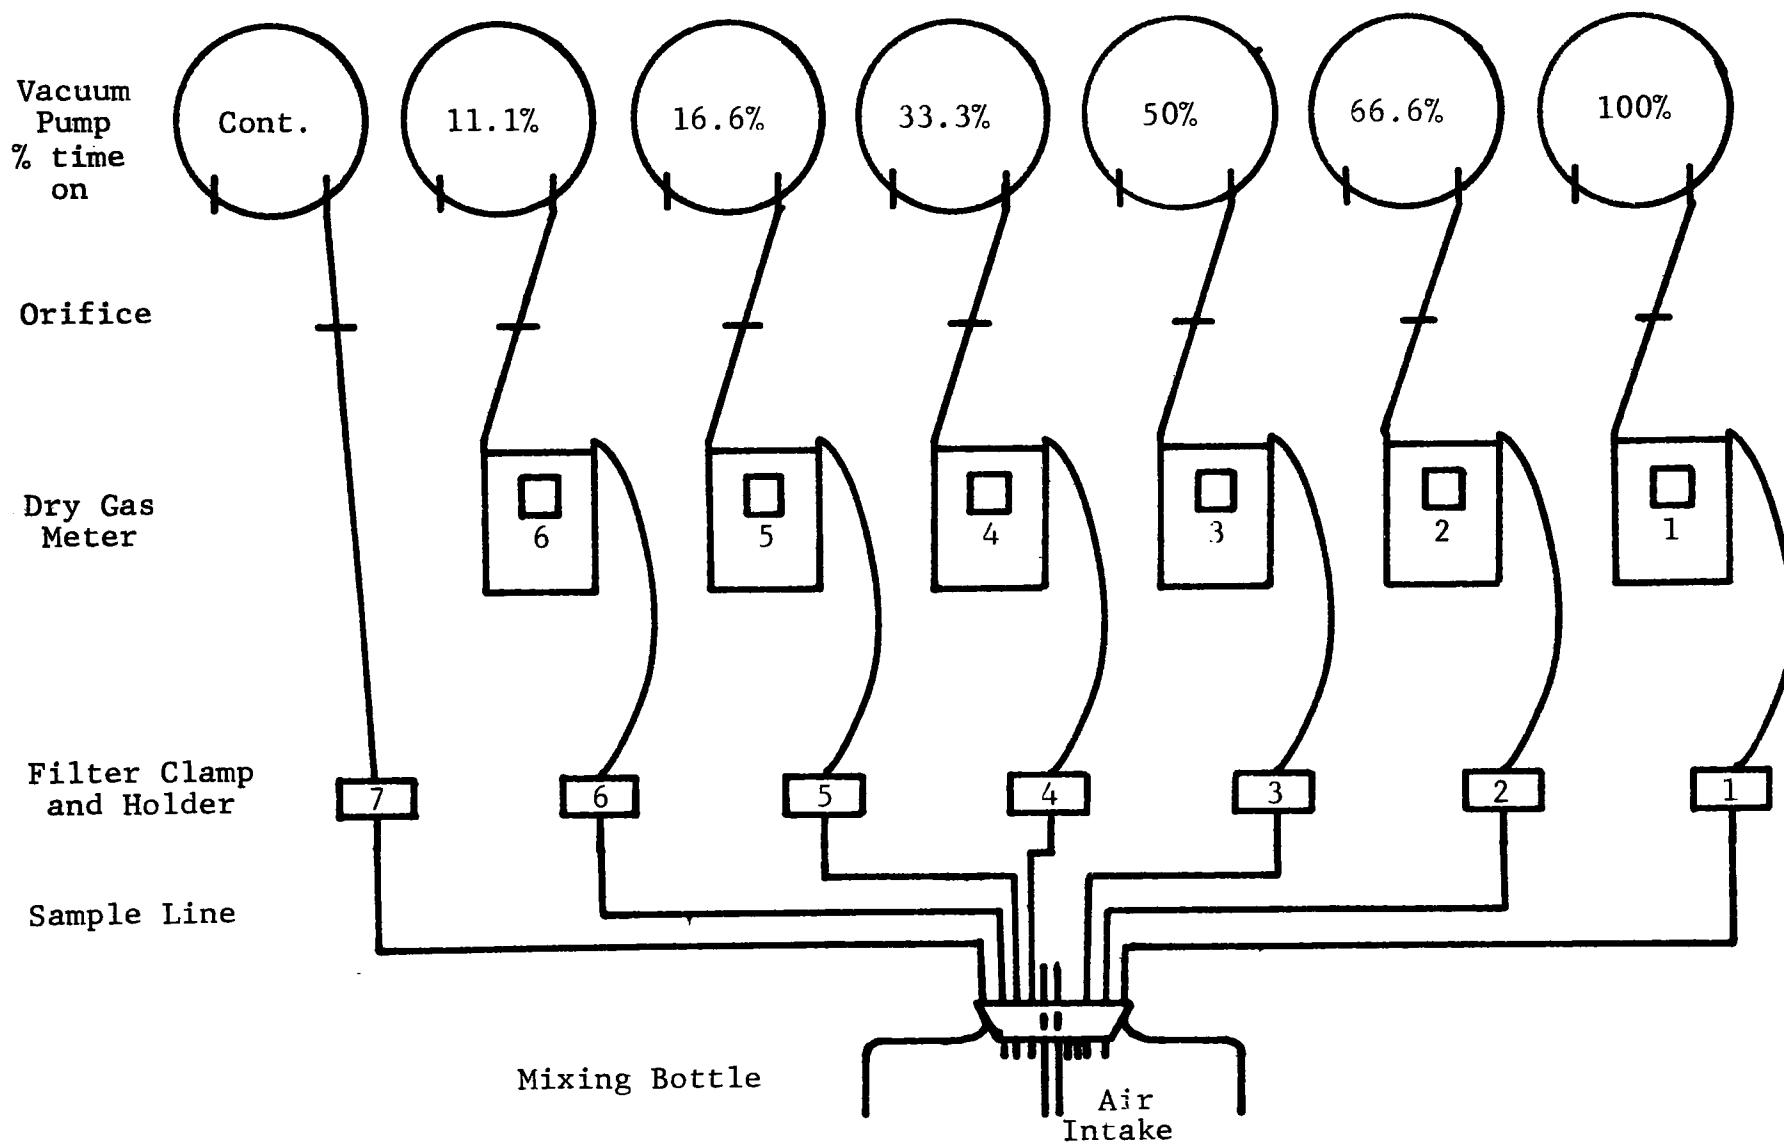 Vacuum
Pump
% time
on
Cont.
11.1%
16.6%
33.3%
50%
66.6%
100%
Orifice
Dry Gas
Meter
6
5
4
3
2
1
Filter Clamp
and Holder
7
6
5
4
3
2
1
Sample Line
Mixing Bottle
Air
Intake